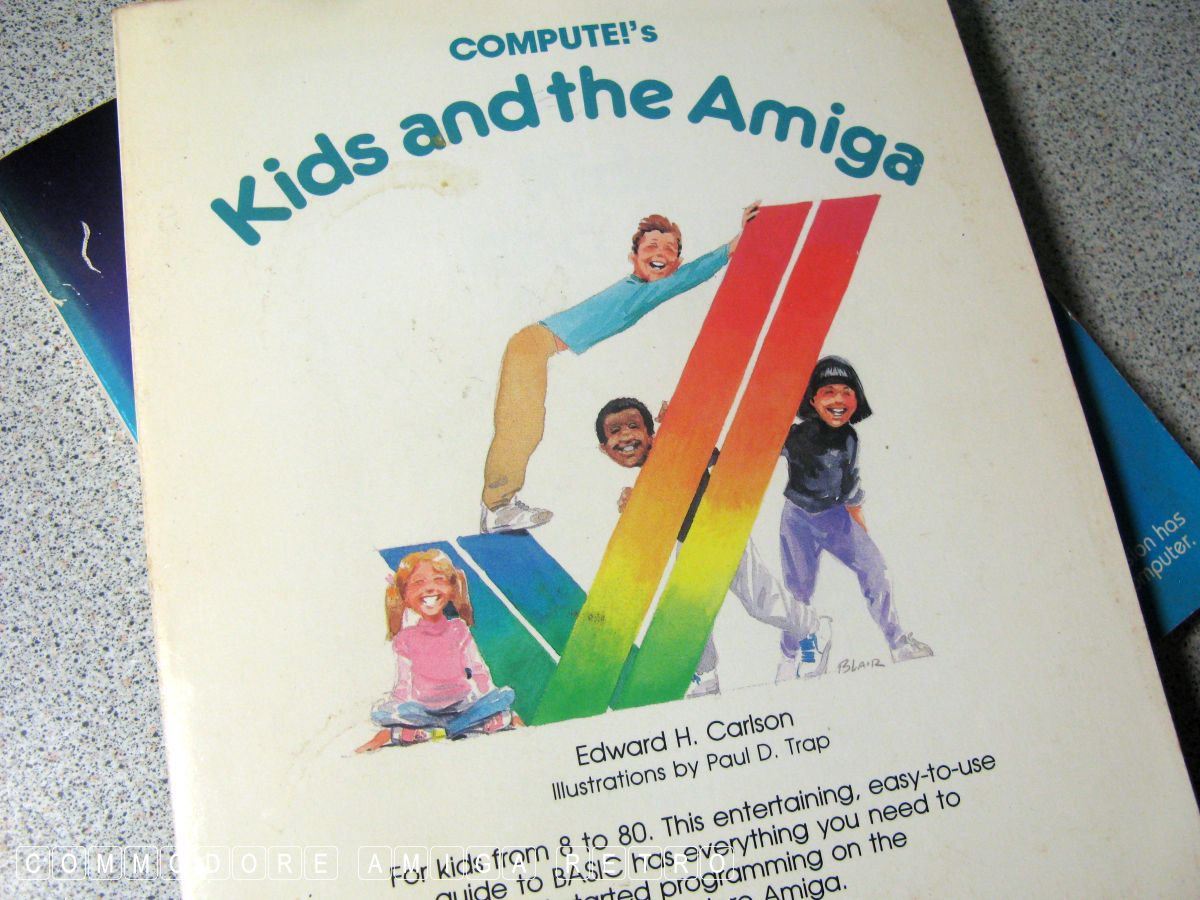 COMPUTE!'s
Kids and the Amiga
BLAIR
Edward H. Carlson
Illustrations by Paul D. Trap
For kids from 8 to 80. This entertaining, easy-to-use
guide to BASIC has everything you need to
started programming on the
Amiga.
has
COMMODORE AMIGA RETRO